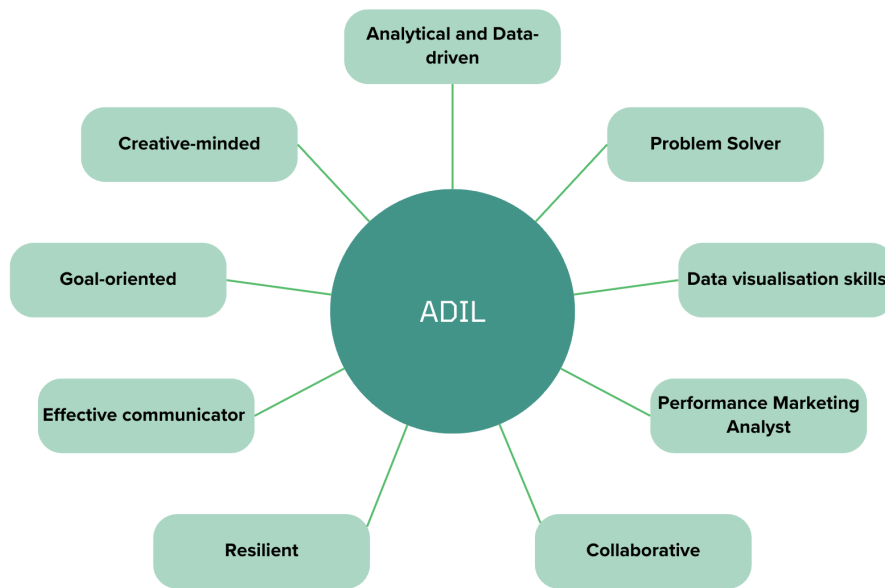 Analytical and Data-
driven
Creative-minded
Problem Solver
Goal-oriented
Data visualisation skills
ADIL
Effective communicator
Performance Marketing
Analyst
Resilient
Collaborative